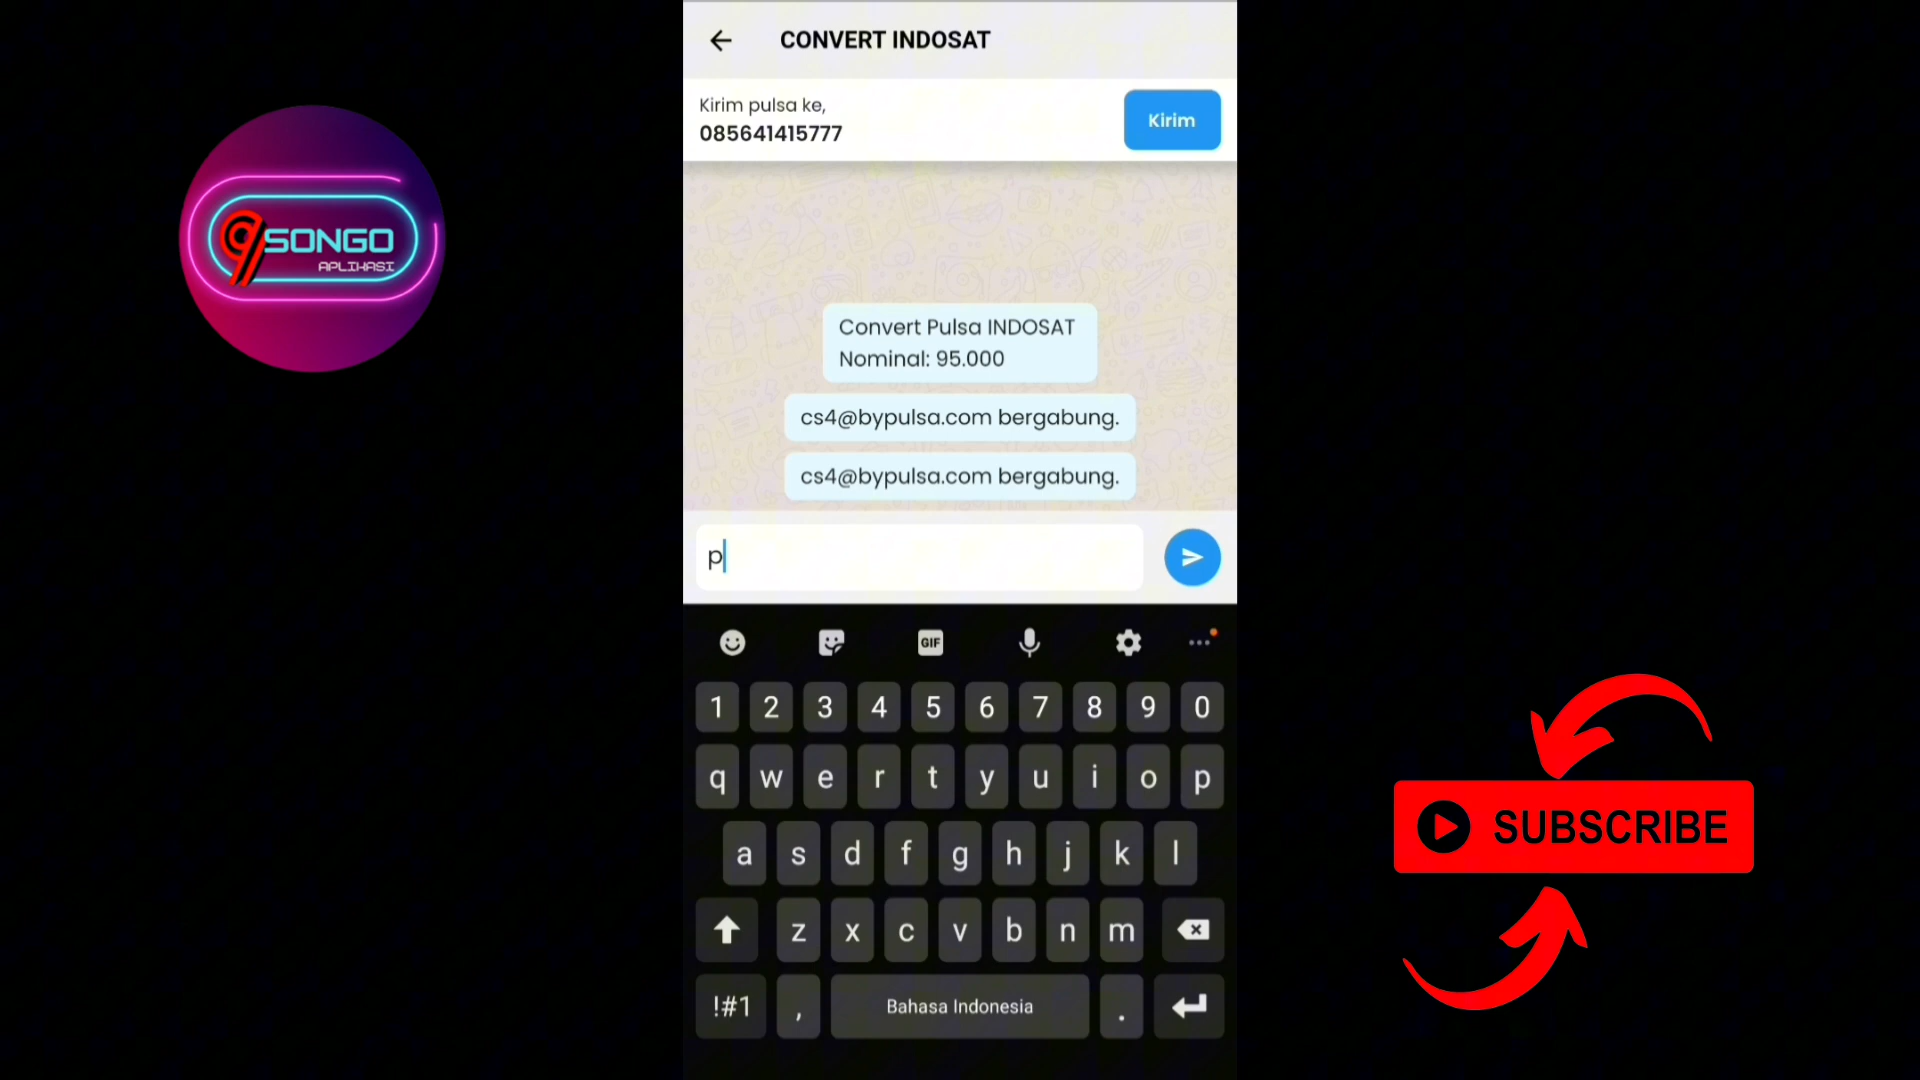 CONVERT INDOSAT
Kirim pulsa ke,
085641415777
Kirim
9SONGO
APLIKASI
Convert Pulsa INDOSAT
Nominal: 95.000
cs4@bypulsa.com bergabung.
cs4@bypulsa.com bergabung.
p
GIF
1 2 3 4 5 6 7 8 9 0
q w e r t y u i o p
a s d f g h j k l
z x c v b n m
!#1 , Bahasa Indonesia .
SUBSCRIBE